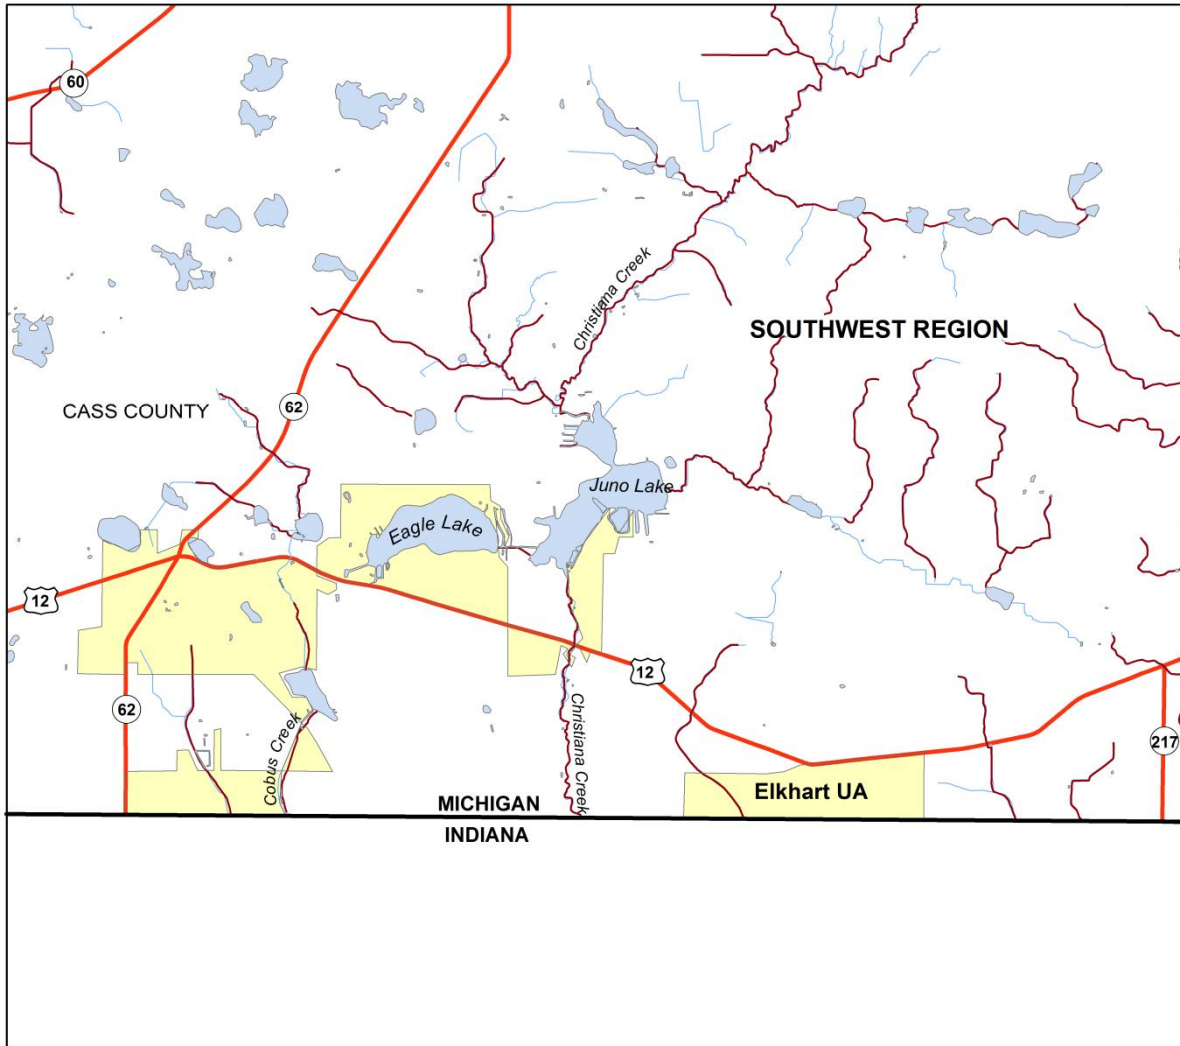 60
Christiana Creek
SOUTHWEST REGION
CASS COUNTY
62
Juno Lake
Eagle Lake
12
12
62
Christiana Creek
Cobus Creek
217
Elkhart UA
MICHIGAN
INDIANA